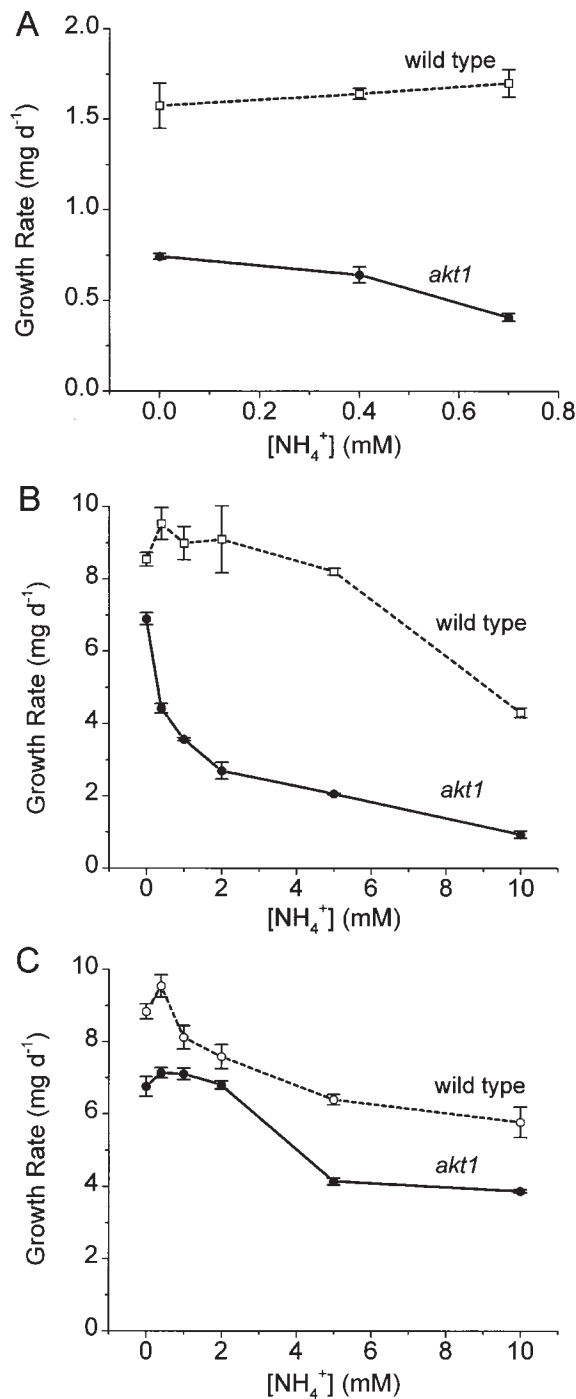 A
Growth Rate (mg d⁻¹)
2.0
1.5
1.0
0.5
0.0
wild type
akt1
0.0 0.2 0.4 0.6 0.8
[NH₄⁺] (mM)
B
Growth Rate (mg d⁻¹)
10
8
6
4
2
0
wild type
akt1
0 2 4 6 8 10
[NH₄⁺] (mM)
C
Growth Rate (mg d⁻¹)
10
8
6
4
2
0
wild type
akt1
0 2 4 6 8 10
[NH₄⁺] (mM)